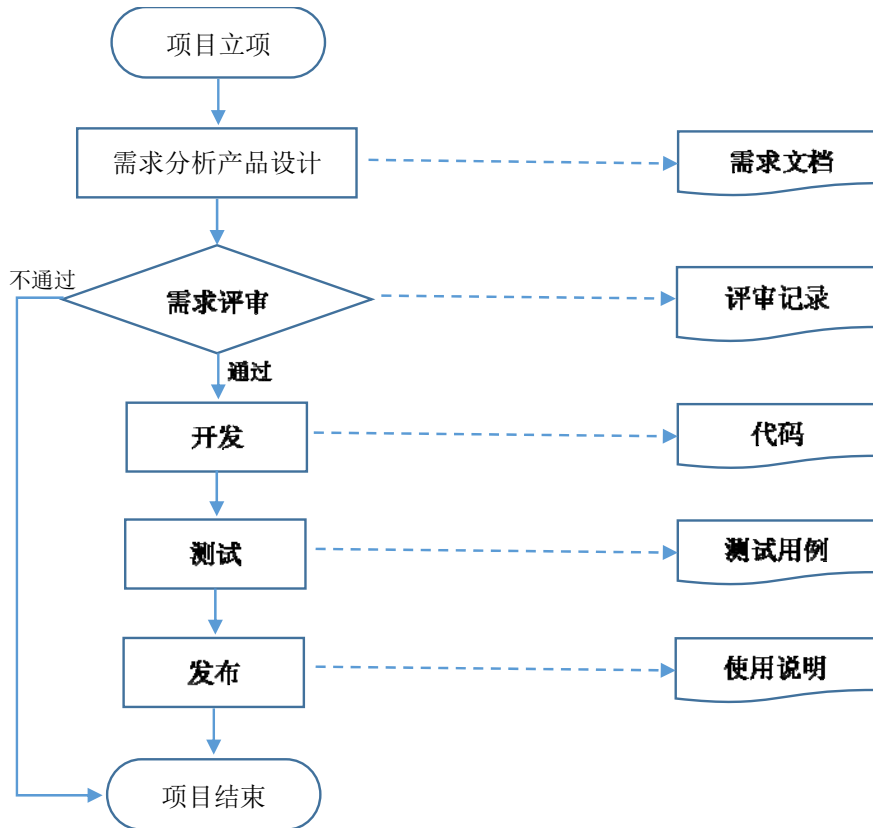 项目立项
需求分析产品设计
需求文档
不通过
需求评审
评审记录
通过
开发
代码
测试
测试用例
发布
使用说明
项目结束